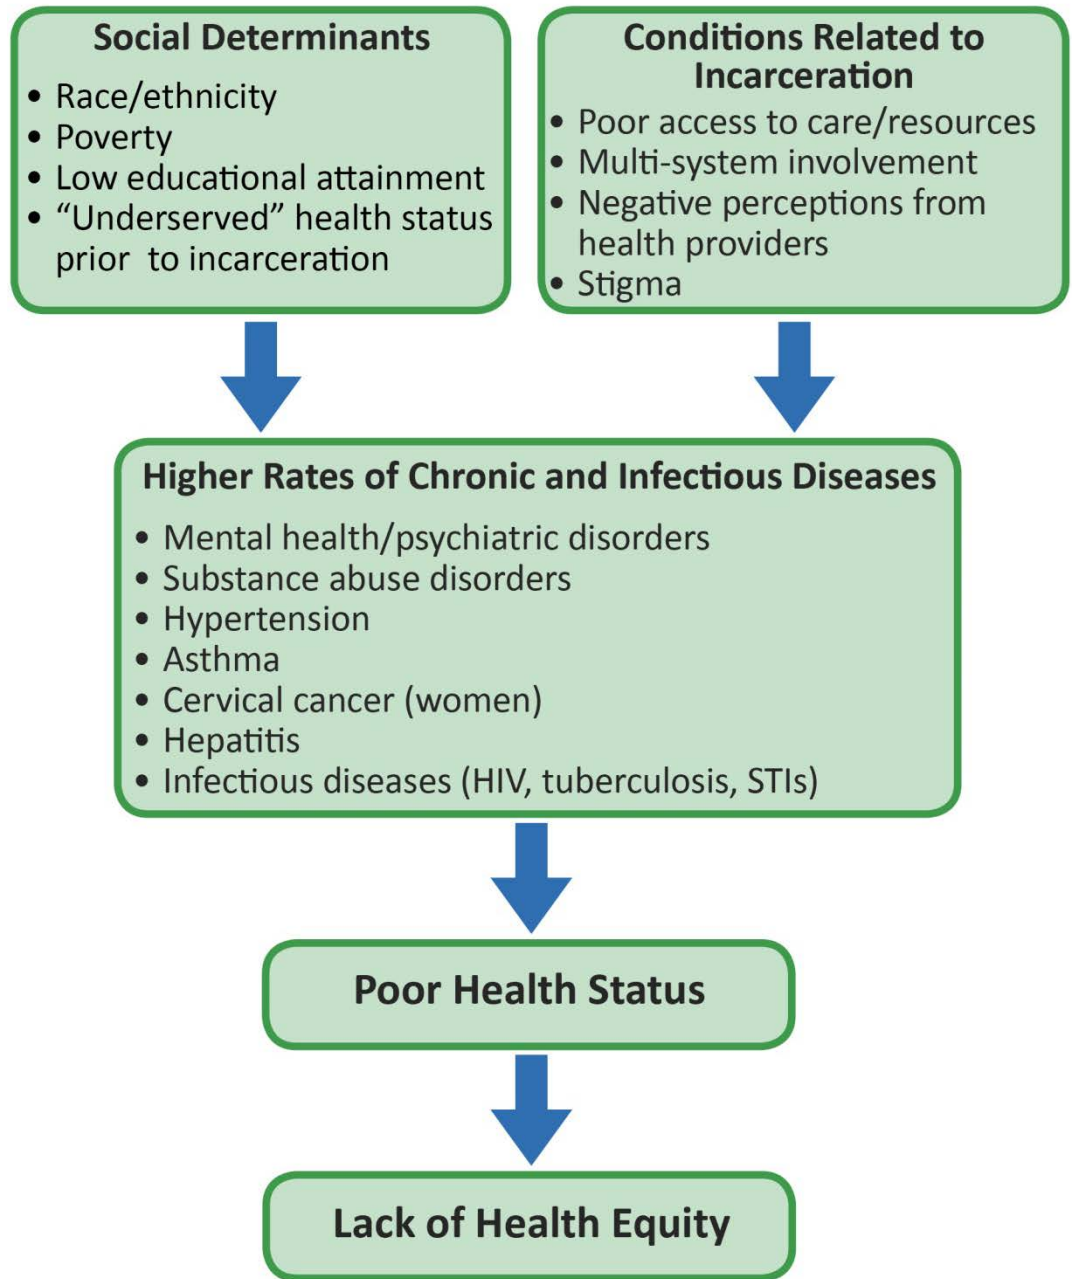 Social Determinants
• Race/ethnicity
• Poverty
• Low educational attainment
• “Underserved” health status
prior to incarceration
Conditions Related to
Incarceration
• Poor access to care/resources
• Multi-system involvement
• Negative perceptions from
health providers
• Stigma
Higher Rates of Chronic and Infectious Diseases
• Mental health/psychiatric disorders
• Substance abuse disorders
• Hypertension
• Asthma
• Cervical cancer (women)
• Hepatitis
• Infectious diseases (HIV, tuberculosis, STIs)
Poor Health Status
Lack of Health Equity